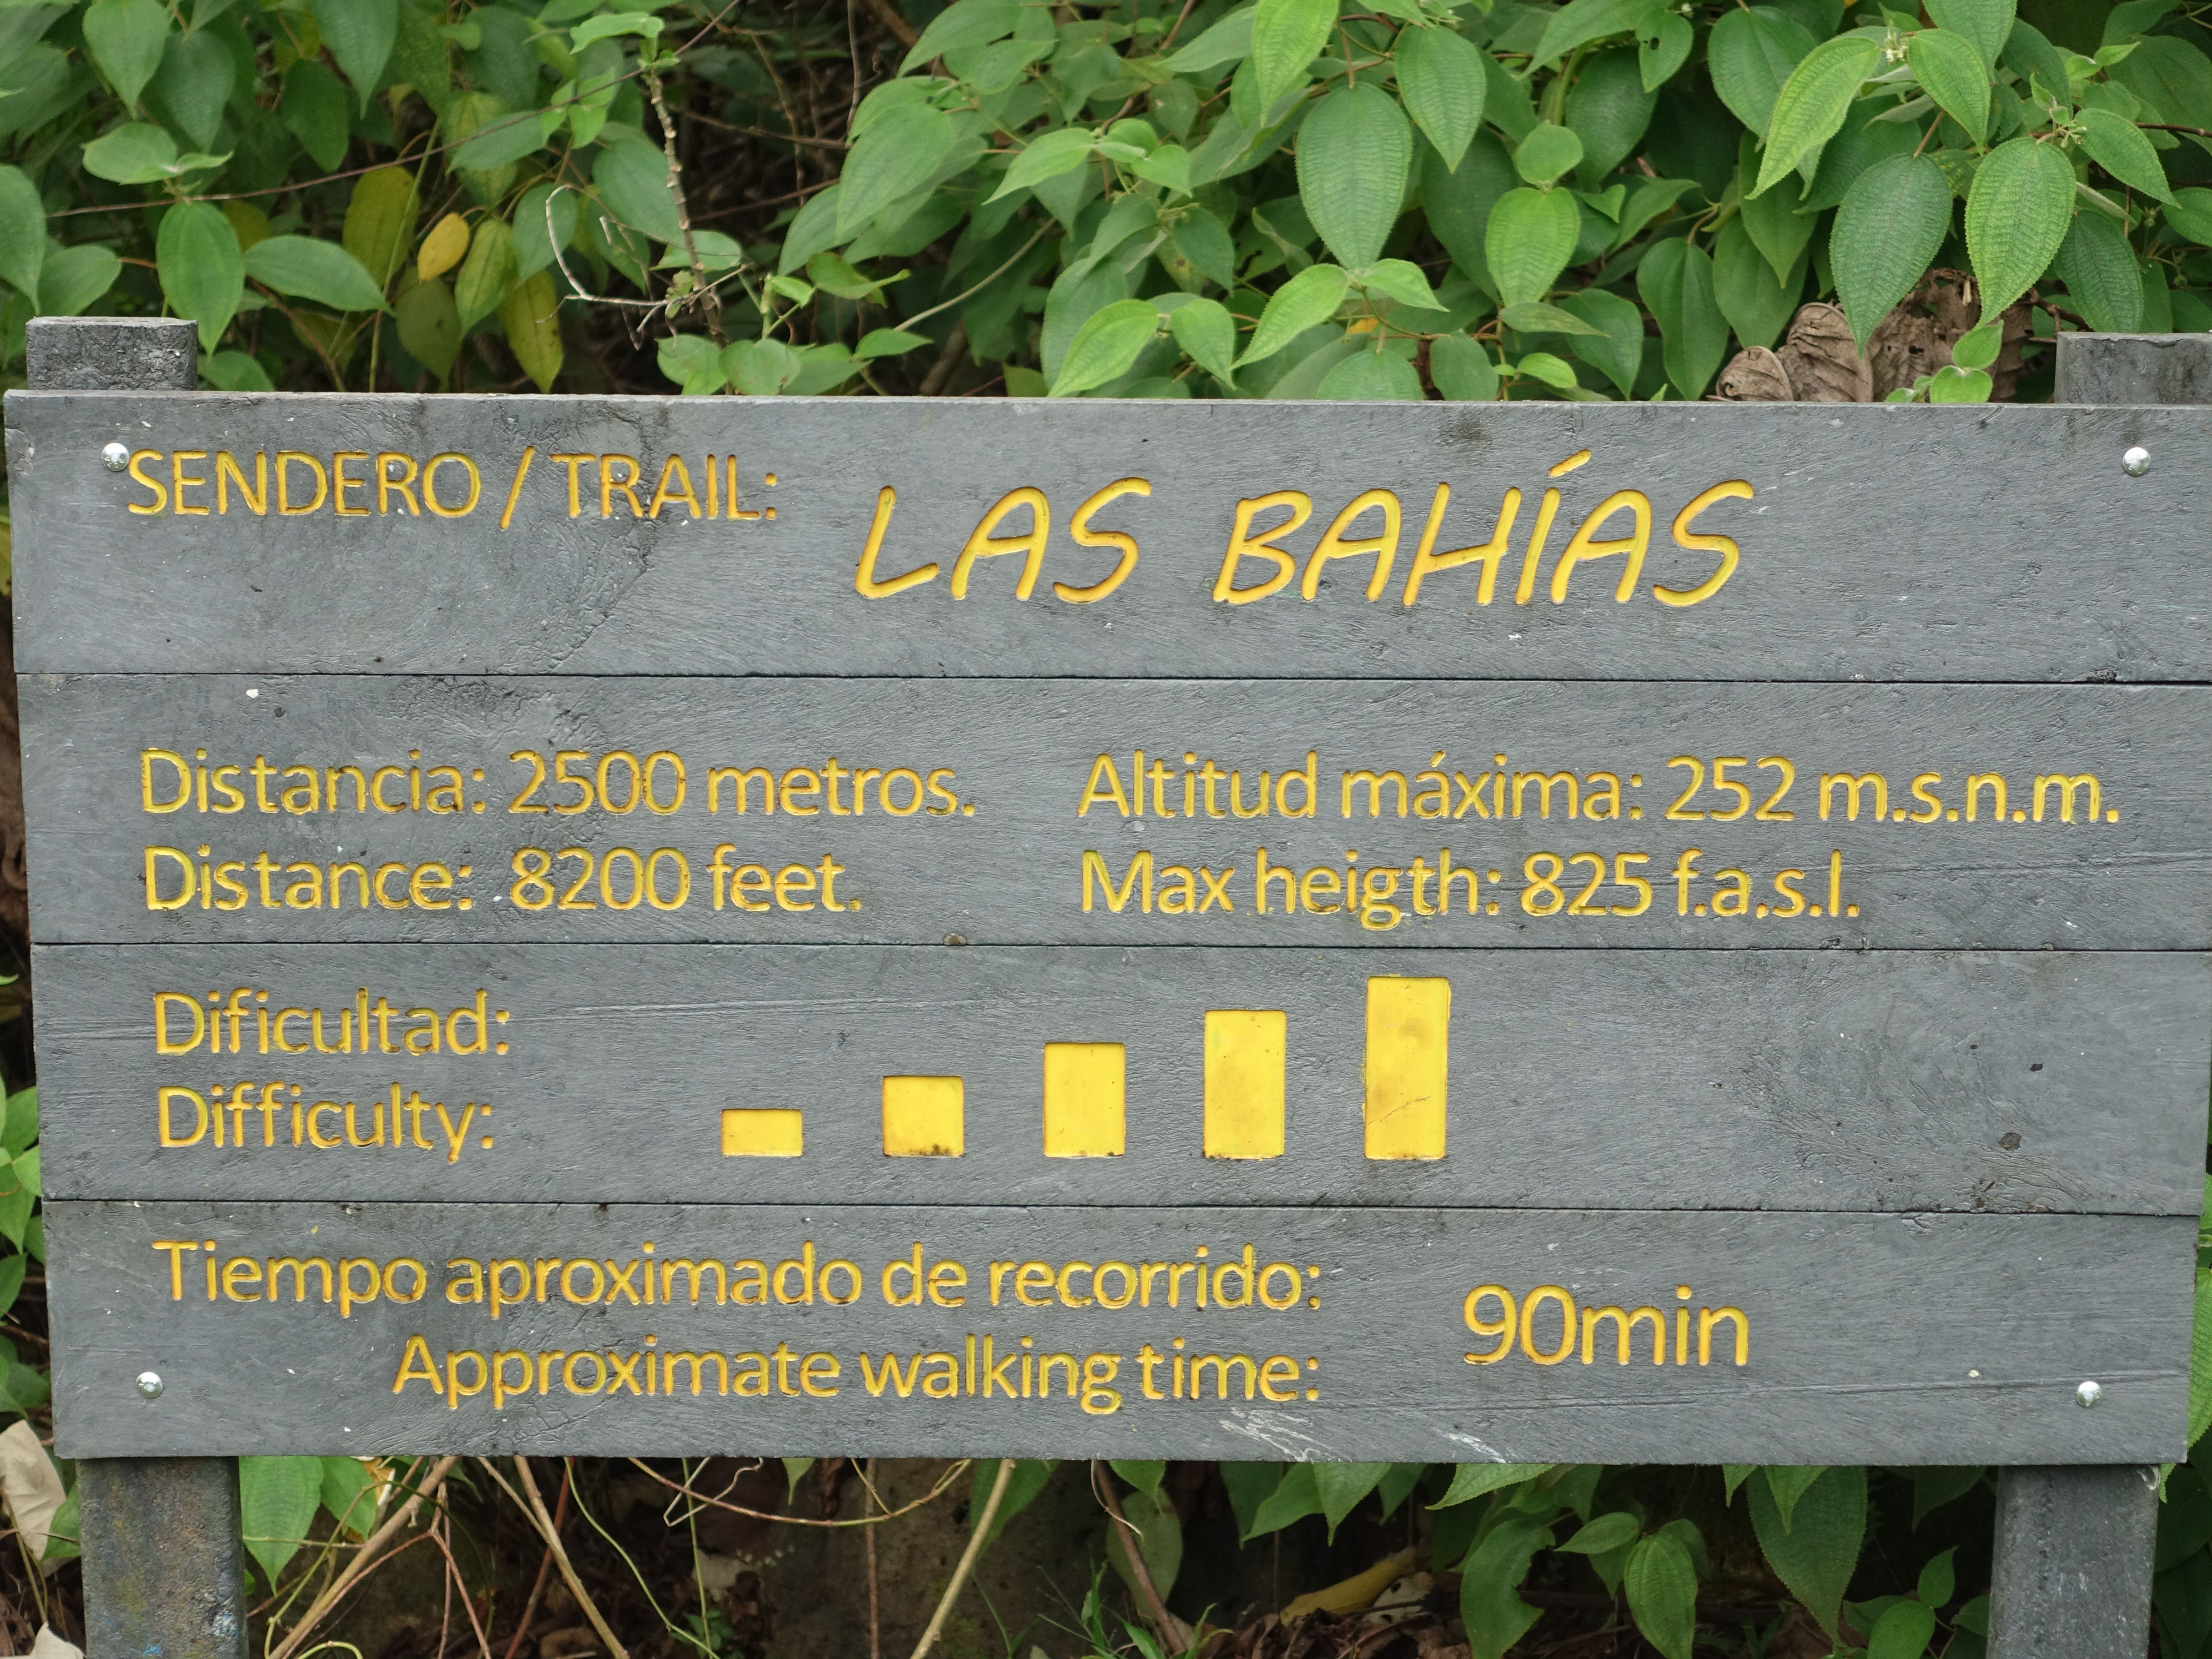 SENDERO / TRAIL: LAS BAHÍAS
Distancia: 2500 metros. Altitud máxima: 252 m.s.n.m.
Distance: 8200 feet. Max heigth: 825 f.a.s.l.
Dificultad:
Difficulty:
Tiempo aproximado de recorrido: 90min
Approximate walking time: